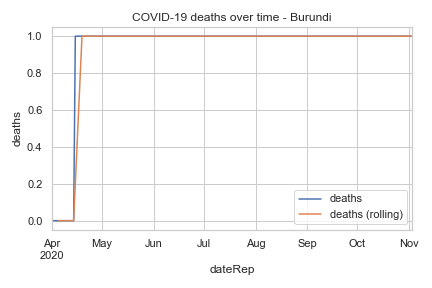 COVID-19 deaths over time - Burundi
deaths
1.0
0.8
0.6
0.4
0.2
0.0
deaths
deaths (rolling)
Apr
2020
May
Jun
Jul
Aug
Sep
Oct
Nov
dateRep